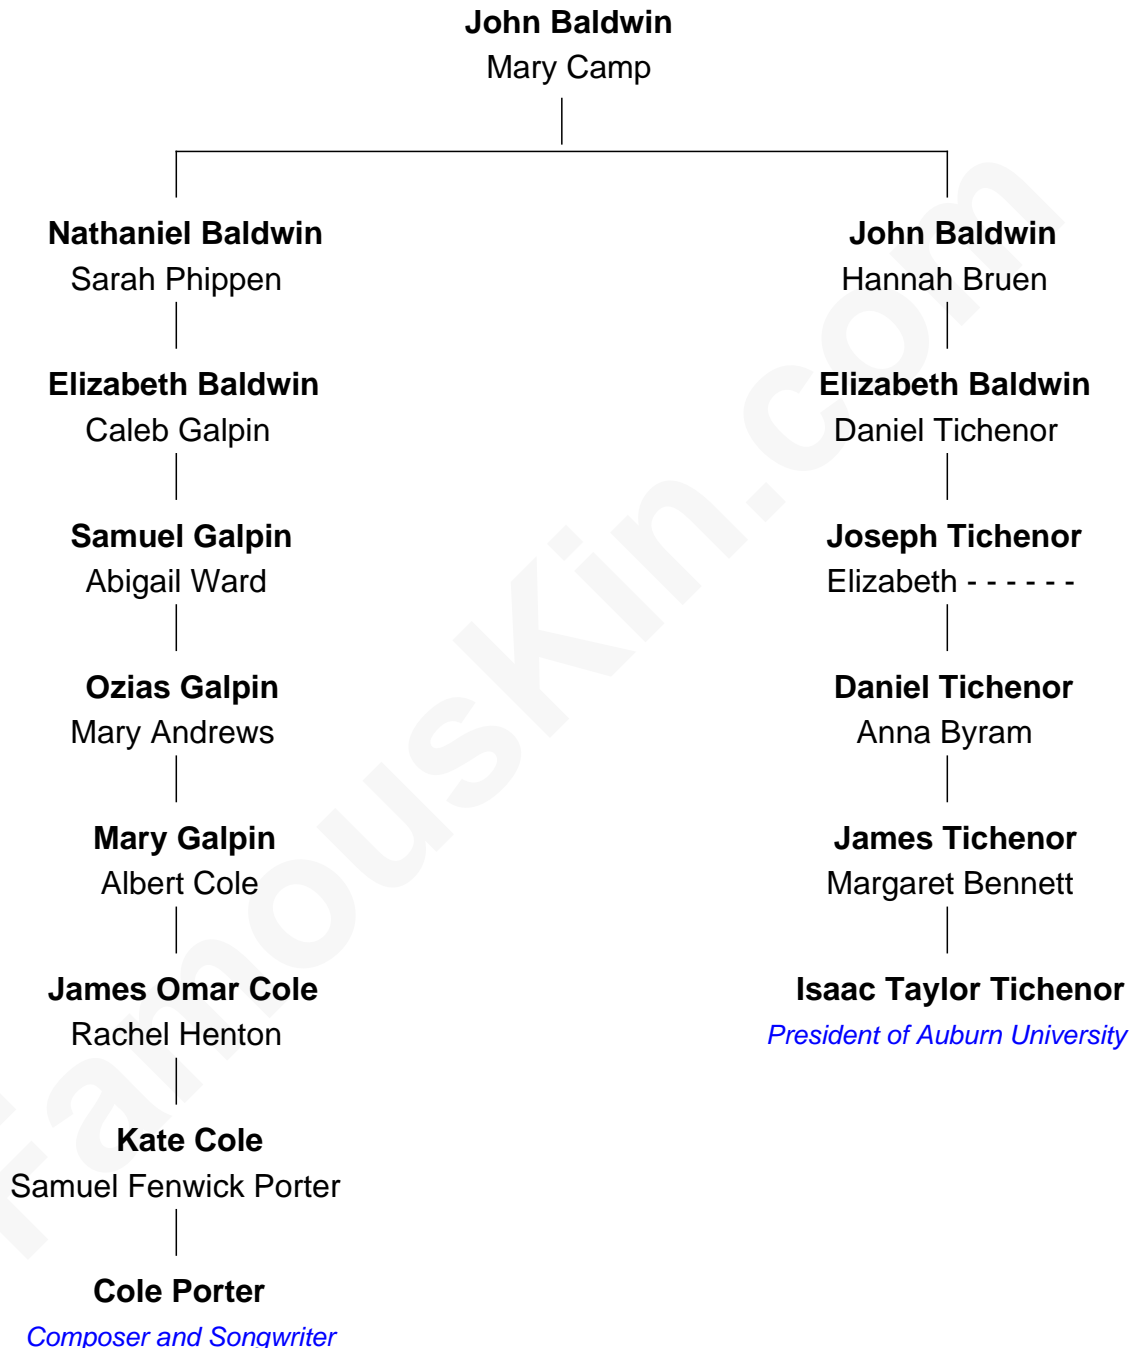 John Baldwin
Mary Camp
Nathaniel Baldwin
Sarah Phippen
Elizabeth Baldwin
Caleb Galpin
Samuel Galpin
Abigail Ward
Ozias Galpin
Mary Andrews
Mary Galpin
Albert Cole
James Omar Cole
Rachel Henton
Kate Cole
Samuel Fenwick Porter
Cole Porter
Composer and Songwriter
John Baldwin
Hannah Bruen
Elizabeth Baldwin
Daniel Tichenor
Joseph Tichenor
Elizabeth - - - - - -
Daniel Tichenor
Anna Byram
James Tichenor
Margaret Bennett
Isaac Taylor Tichenor
President of Auburn University
FamousKin.com